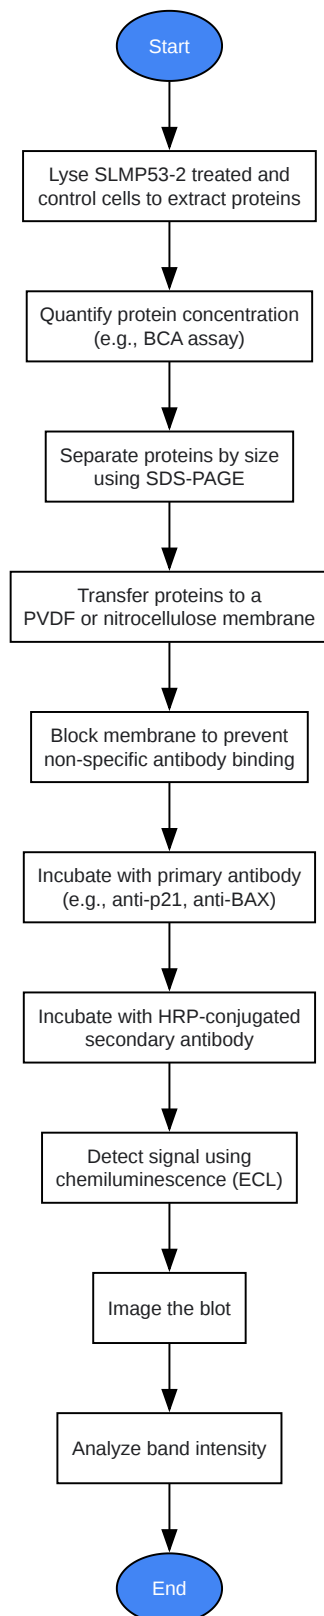 Start
Lyse SLMP53-2 treated and
control cells to extract proteins
Quantify protein concentration
(e.g., BCA assay)
Separate proteins by size
using SDS-PAGE
Transfer proteins to a
PVDF or nitrocellulose membrane
Block membrane to prevent
non-specific antibody binding
Incubate with primary antibody
(e.g., anti-p21, anti-BAX)
Incubate with HRP-conjugated
secondary antibody
Detect signal using
chemiluminescence (ECL)
Image the blot
Analyze band intensity
End